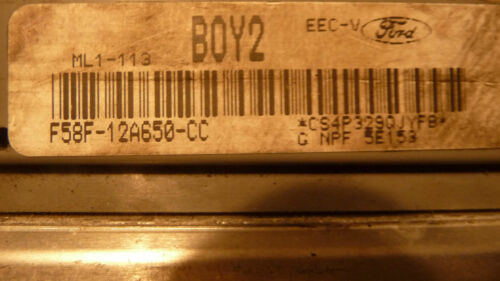 ML1-113 BOY2 EEC-V Ford
F58F-12A650-CC *CS4P329QJYFB*
G NPF 5E153